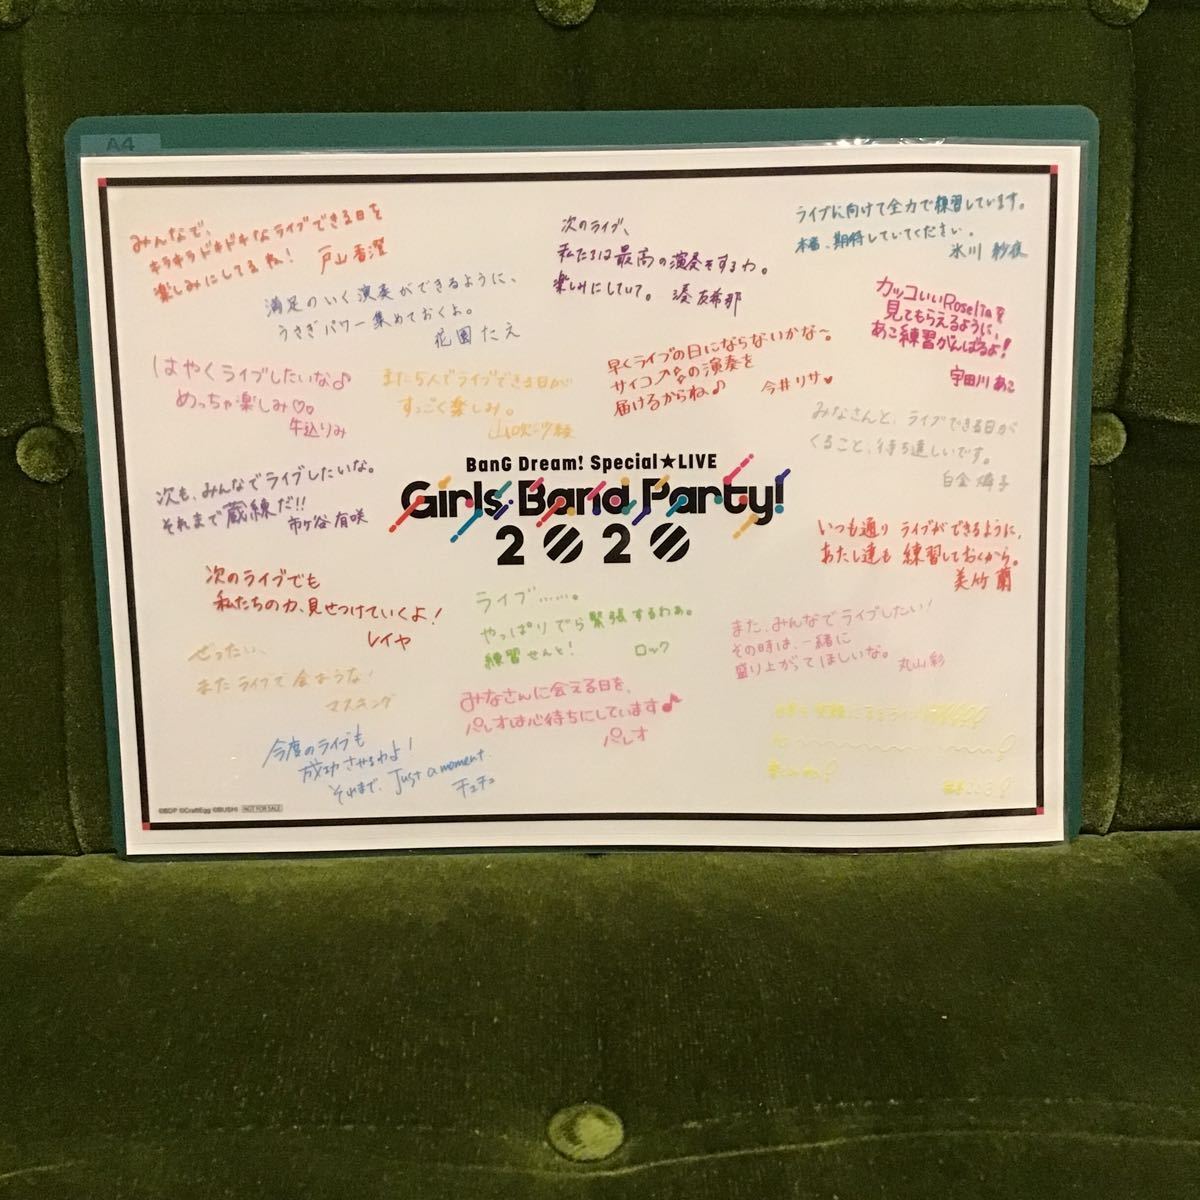 A4
みんなで、
キラキラドキドキなライブできる日を
楽しみにしてるね！ 戸山香澄
満足のいく演奏ができるように、
うさぎパワー集めておくよ。
花園たえ
次のライブ、
私たちは最高の演奏をするわ。
楽しみにしていて。 湊友希那
ライブに向けて全力で練習しています。
本番、期待していてください。
氷川紗夜
カッコいいRoseliaを
見てもらえるように、
あこ練習がんばるよ！
宇田川あこ
はやくライブしたいな♪
めっちゃ楽しみ♡♡
牛込りみ
また5人でライブできる日が
すっごく楽しみ。
山吹沙綾
早くライブの日にならないかな～
サイコーの演奏を
届けるからね♪ 今井リサ♥
みなさんと、ライブできる日が
くること、待ち遠しいです。
白金燐子
次も、みんなでライブしたいな。
それまで蔵練だ!!
市ヶ谷有咲
BanG Dream! Special★LIVE
Girls Band Party!
2020
いつも通りライブができるように、
あたし達も練習しておくから。
美竹蘭
次のライブでも
私たちの力、見せつけていくよ！
レイヤ
ライブ……。
やっぱりでら緊張するわぁ。
練習せんと！ ロック
また、みんなでライブしたい！
その時は、一緒に
盛り上がってほしいな。 丸山彩
ぜったい、
またライブで会おうな！
マスキング
みなさんに会える日を、
パレオは心待ちにしています♪
パレオ
今度のライブも
成功させるわよ！
それまで、Just a moment.
チュチュ
©BDP ©CraftEgg ©BUSHI NOT FOR SALE